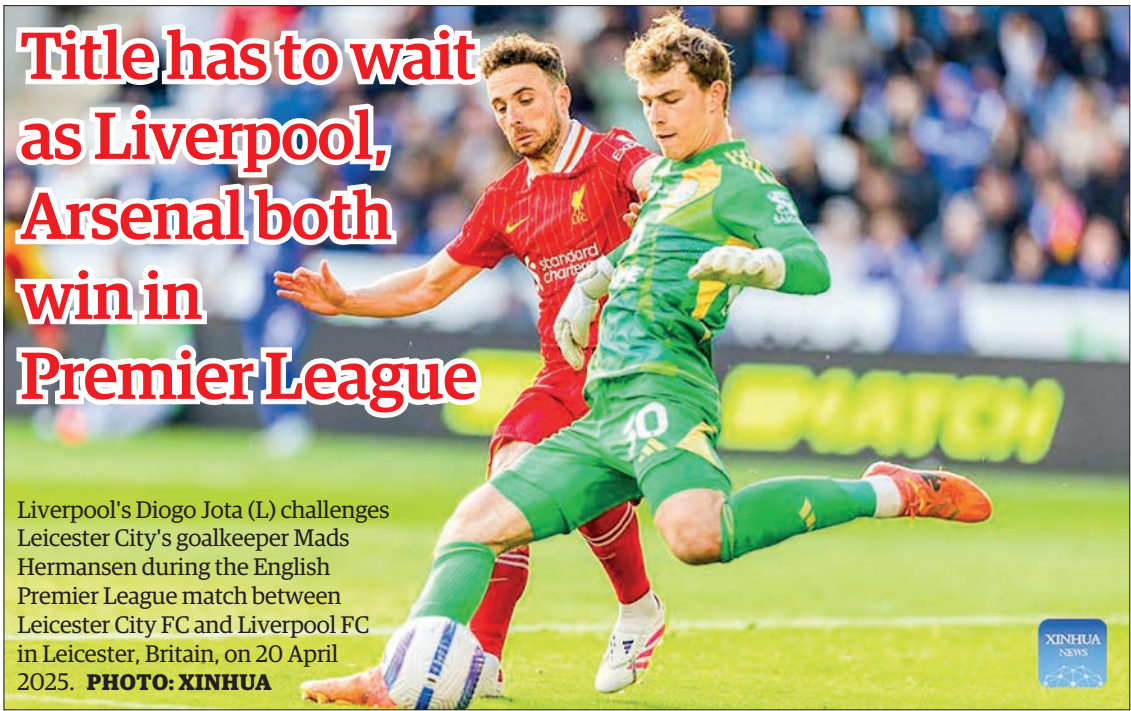 Title has to wait
as Liverpool,
Arsenal both
win in
Premier League
Liverpool's Diogo Jota (L) challenges
Leicester City's goalkeeper Mads
Hermansen during the English
Premier League match between
Leicester City FC and Liverpool FC
in Leicester, Britain, on 20 April
2025. PHOTO: XINHUA
standard
chartered
L.F.C.
30
MATCH
XINHUA
NEWS